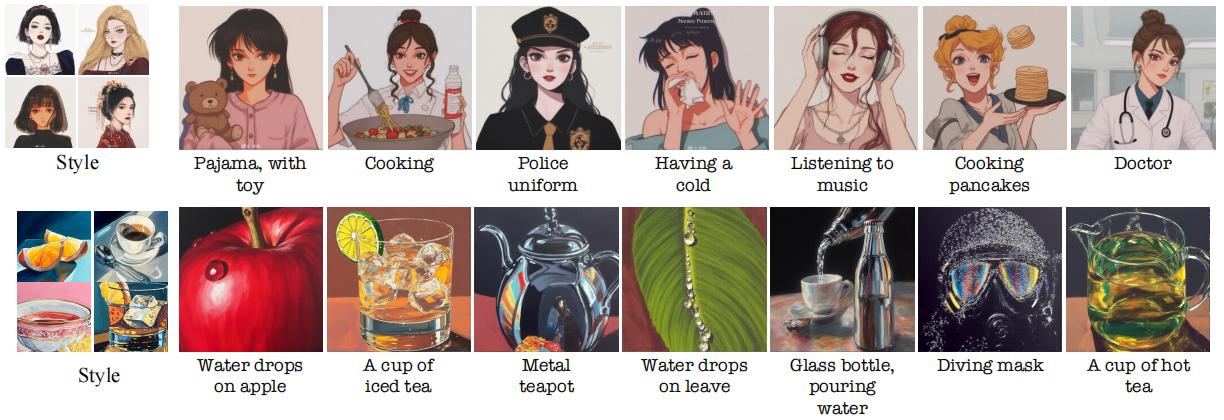 Style
Pajama, with
toy
Cooking
Police
uniform
Having a
cold
Listening to
music
Cooking
pancakes
Doctor
Style
Water drops
on apple
A cup of
iced tea
Metal
teapot
Water drops
on leave
Glass bottle,
pouring
water
Diving mask
A cup of hot
tea